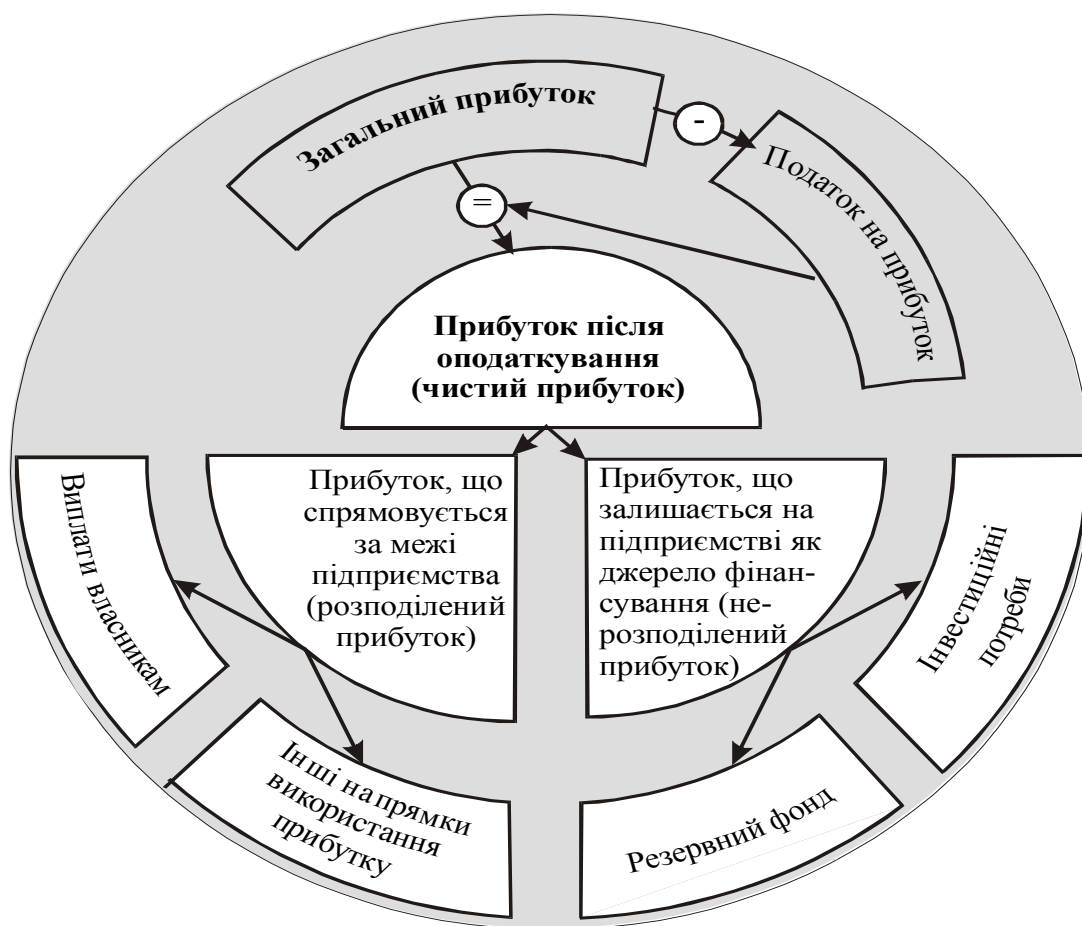 Загальний прибуток
-
Податок на прибуток
=
Прибуток після
оподаткування
(чистий прибуток)
Прибуток, що
спрямовується
за межі
підприємства
(розподілений
прибуток)
Прибуток, що
залишається на
підприємстві як
джерело фінан-
сування (не-
розподілений
прибуток)
Виплати власникам
Інші напрямки
використання
прибутку
Резервний фонд
Інвестиційні
потреби